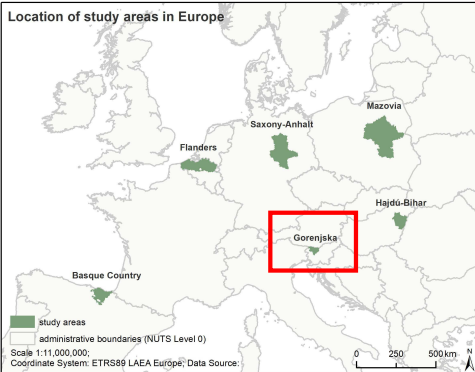 Location of study areas in Europe
Mazovia
Saxony-Anhalt
Flanders
Hajdú-Bihar
Gorenjska
Basque Country
study areas
administrative boundaries (NUTS Level 0)
Scale 1:11,000,000;
Coordinate System: ETRS89 LAEA Europe; Data Source:
0 250 500 km
N